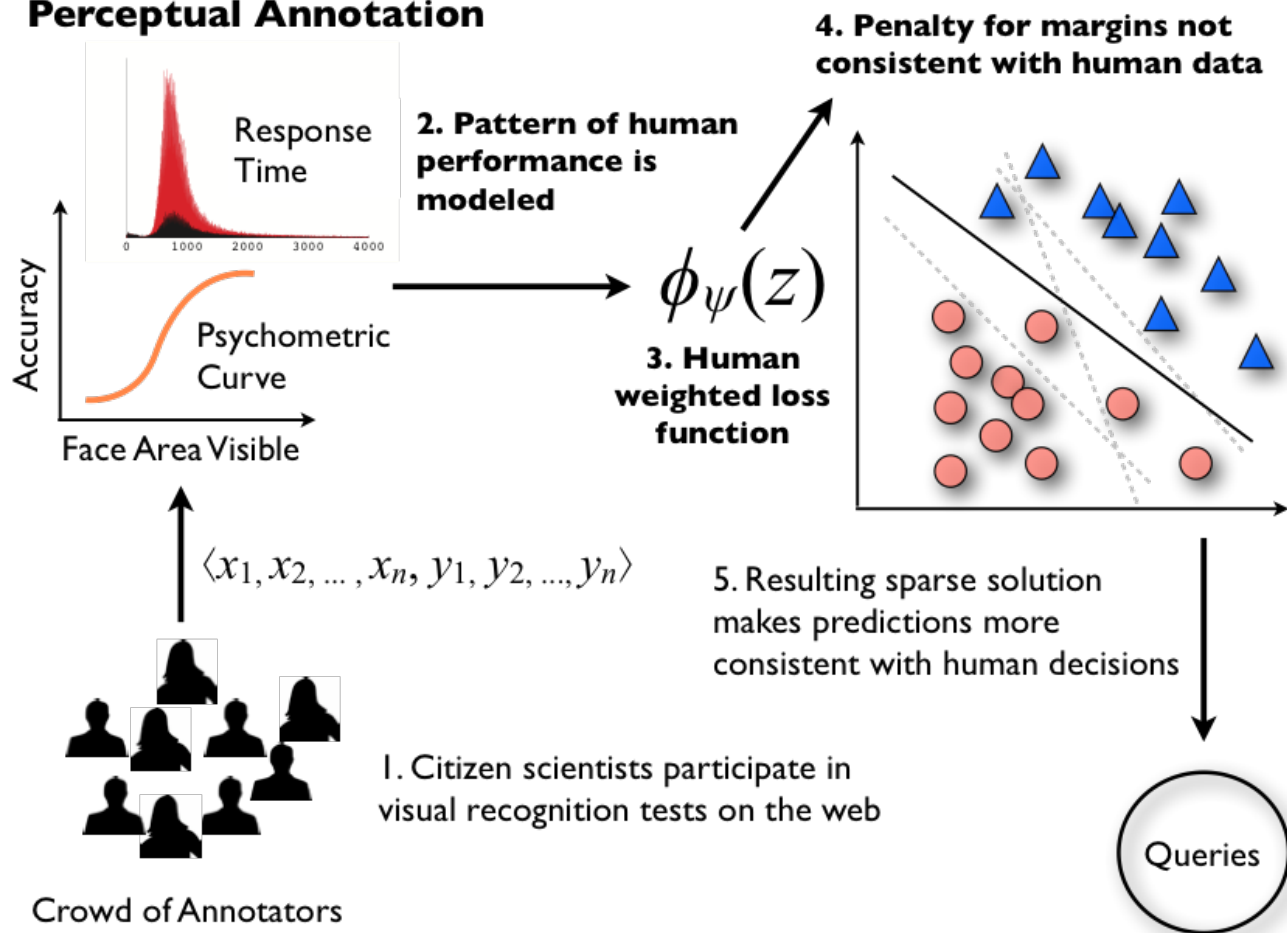 Perceptual Annotation
Response
Time
0 1000 2000 3000 4000
Accuracy
Psychometric
Curve
Face Area Visible
2. Pattern of human
performance is
modeled
ϕψ(z)
3. Human
weighted loss
function
4. Penalty for margins not
consistent with human data
⟨x1, x2, ... , xn, y1, y2, ..., yn⟩
5. Resulting sparse solution
makes predictions more
consistent with human decisions
1. Citizen scientists participate in
visual recognition tests on the web
Crowd of Annotators
Queries